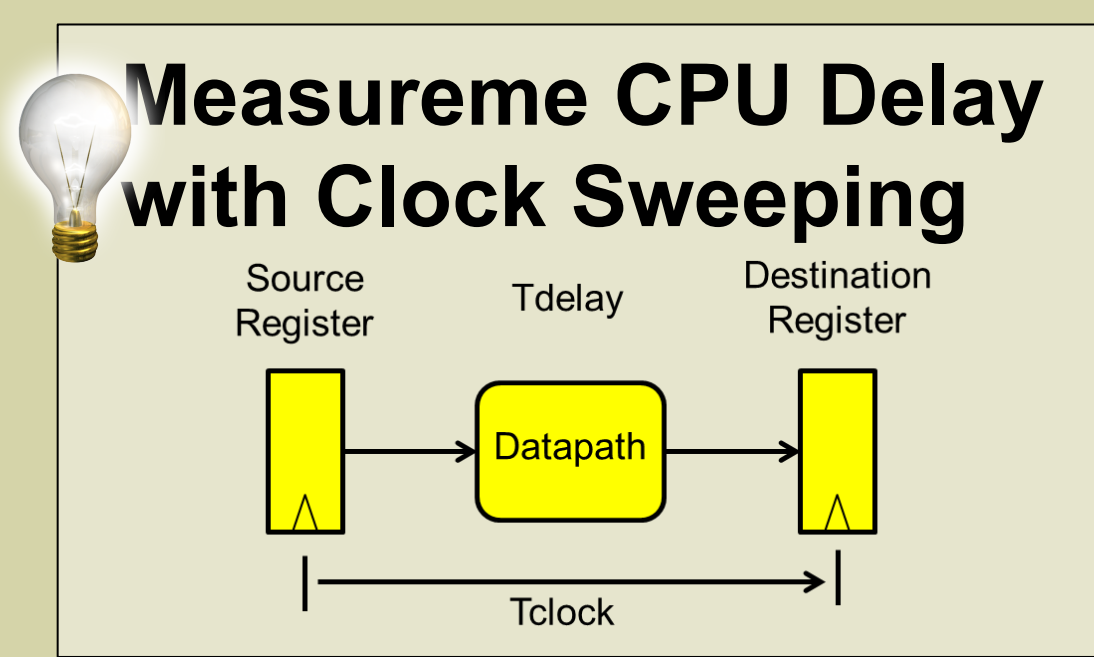 Measureme CPU Delay
with Clock Sweeping
Source
Register
Tdelay
Destination
Register
Datapath
Tclock